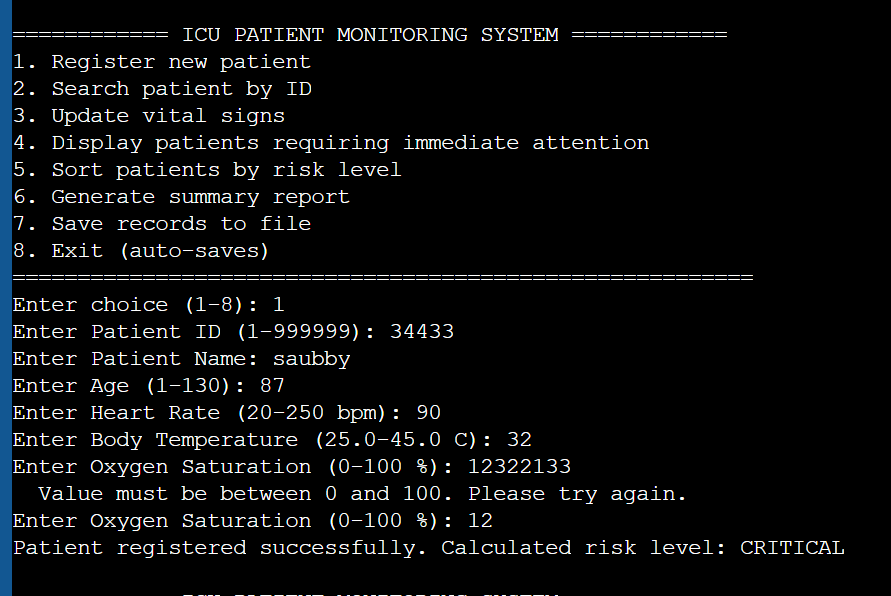 ============ ICU PATIENT MONITORING SYSTEM ============
1. Register new patient
2. Search patient by ID
3. Update vital signs
4. Display patients requiring immediate attention
5. Sort patients by risk level
6. Generate summary report
7. Save records to file
8. Exit (auto-saves)
=========================================================
Enter choice (1-8): 1
Enter Patient ID (1-999999): 34433
Enter Patient Name: saubby
Enter Age (1-130): 87
Enter Heart Rate (20-250 bpm): 90
Enter Body Temperature (25.0-45.0 C): 32
Enter Oxygen Saturation (0-100 %): 12322133
  Value must be between 0 and 100. Please try again.
Enter Oxygen Saturation (0-100 %): 12
Patient registered successfully. Calculated risk level: CRITICAL